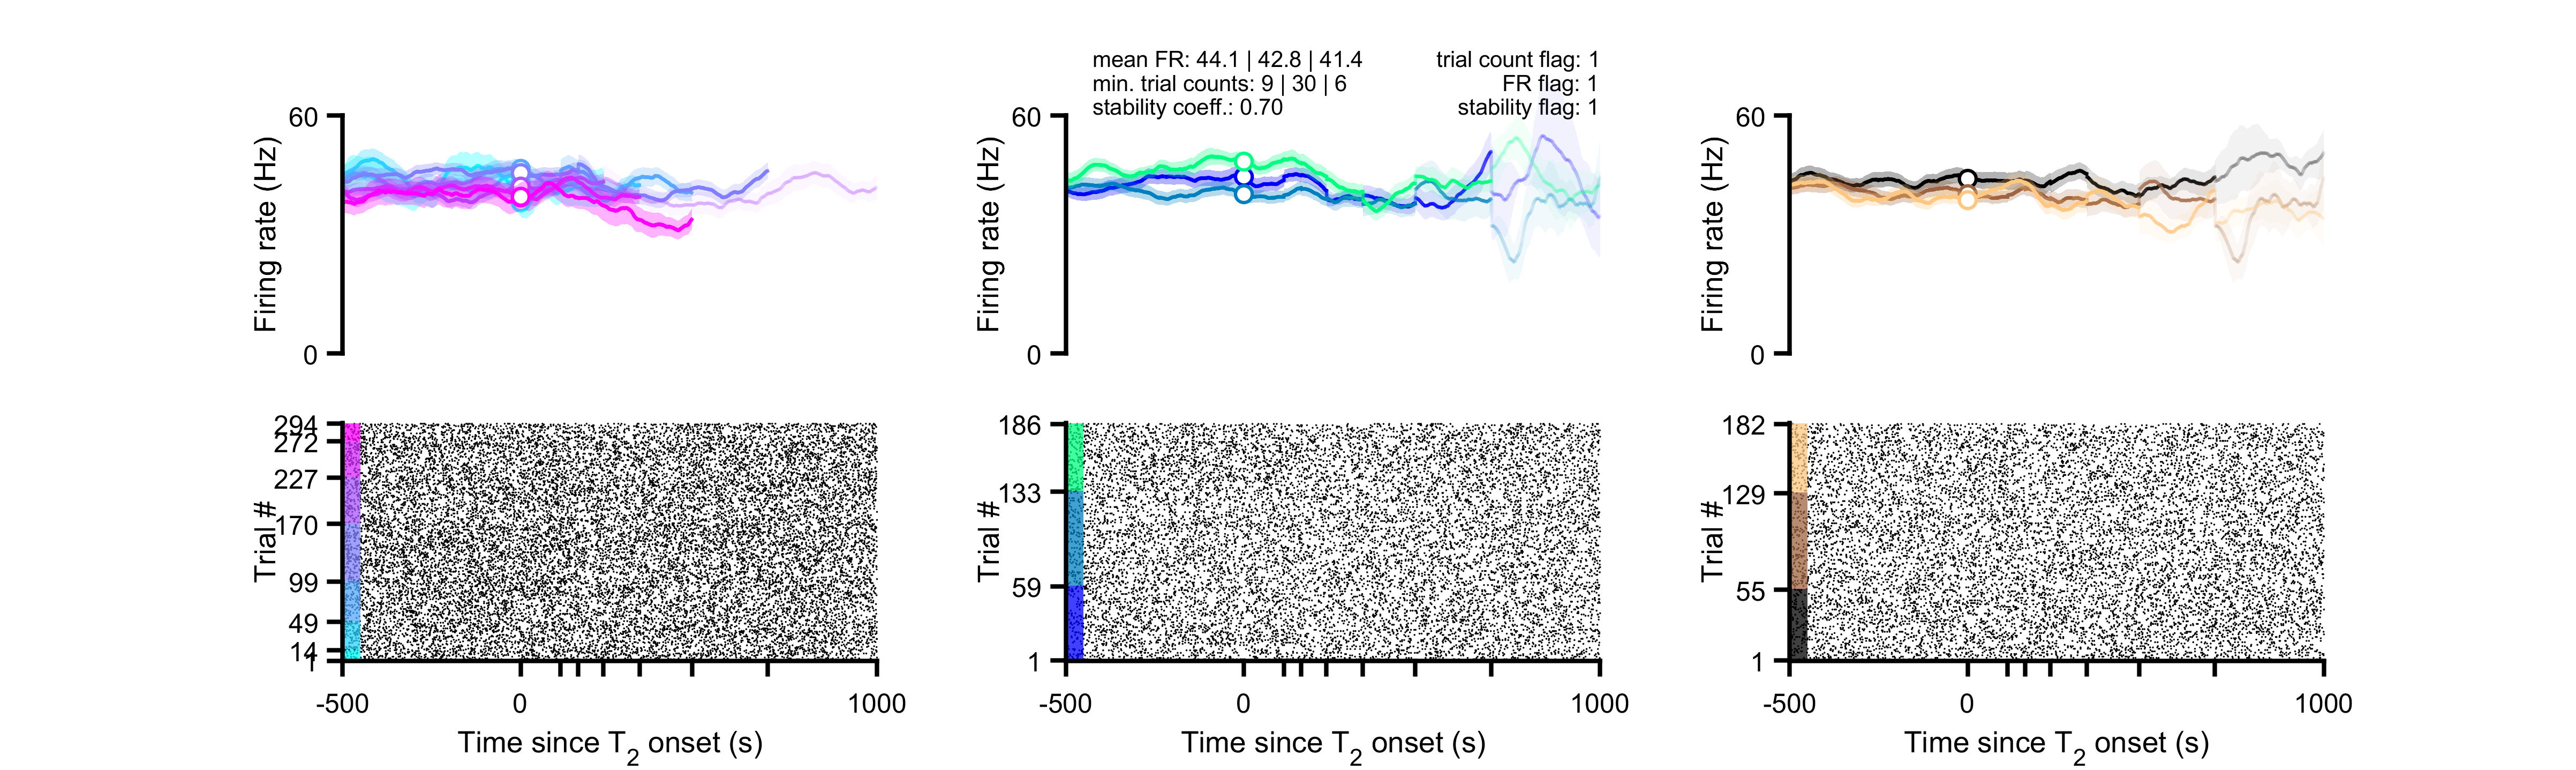 mean FR: 44.1 | 42.8 | 41.4
min. trial counts: 9 | 30 | 6
stability coeff.: 0.70
trial count flag: 1
FR flag: 1
stability flag: 1
60
Firing rate (Hz)
0
60
Firing rate (Hz)
0
60
Firing rate (Hz)
0
294
272
227
170
99
49
14
1
Trial #
-500
0
1000
Time since T2 onset (s)
186
133
59
1
Trial #
-500
0
1000
Time since T2 onset (s)
182
129
55
1
Trial #
-500
0
1000
Time since T2 onset (s)